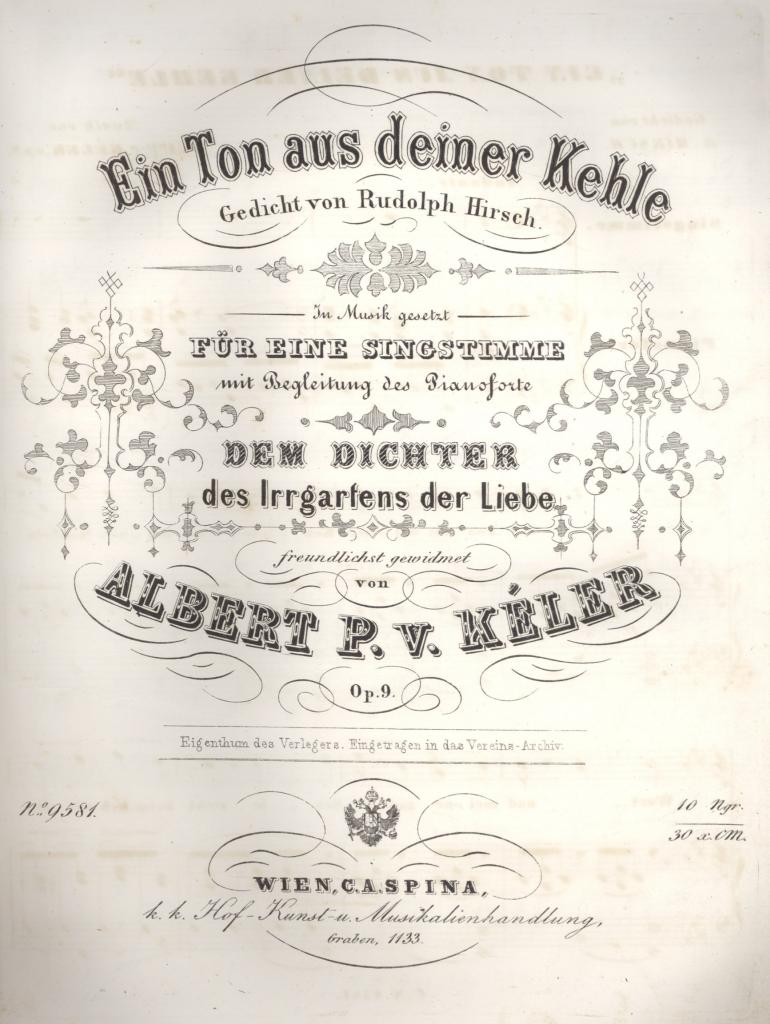 Ein Ton aus deiner Kehle
Gedicht von Rudolph Hirsch.
In Musik gesetzt
FÜR EINE SINGSTIMME
mit Begleitung des Pianoforte
DEM DICHTER
des Irrgartens der Liebe
freundlichst gewidmet
von
ALBERT P. V. KÉLER
Op. 9.
Eigenthum des Verlegers. Eingetragen in das Vereins-Archiv.
No. 9581.
10 Ngr.
30 x. CM.
WIEN, C. A. SPINA,
k. k. Hof-Kunst-u. Musikalienhandlung,
Graben, 1133.